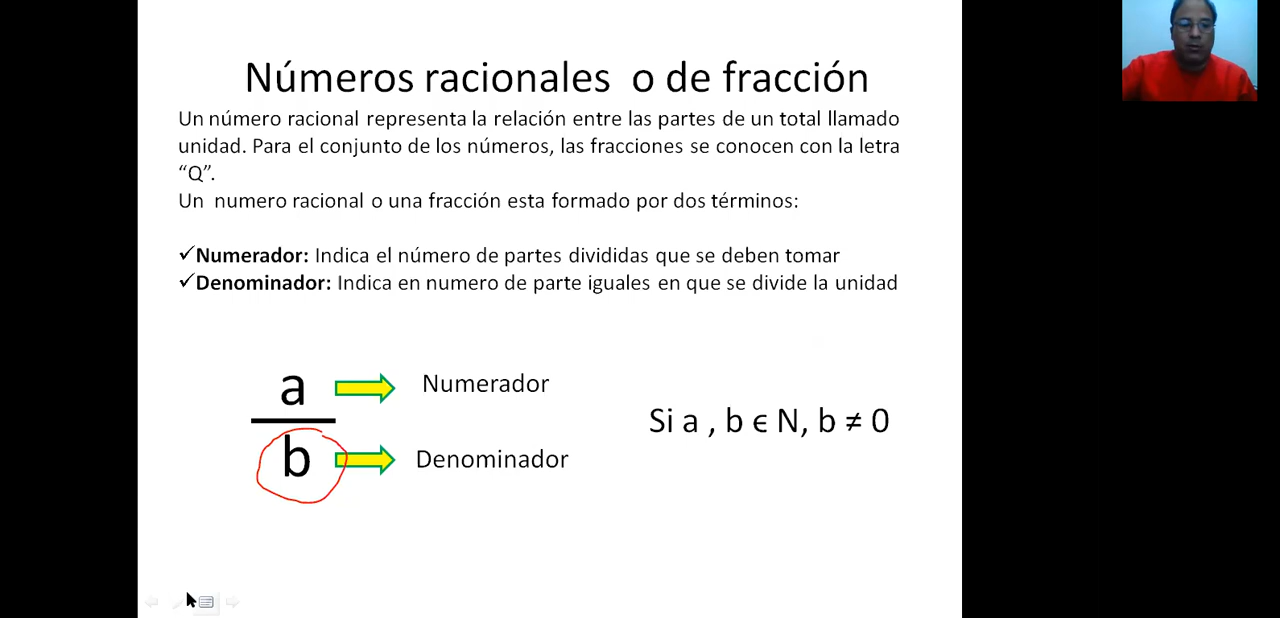 Números racionales o de fracción
Un número racional representa la relación entre las partes de un total llamado
unidad. Para el conjunto de los números, las fracciones se conocen con la letra
“Q”.
Un numero racional o una fracción esta formado por dos términos:
✓Numerador: Indica el número de partes divididas que se deben tomar
✓Denominador: Indica en numero de parte iguales en que se divide la unidad
a Numerador
Si a , b ϵ N, b ≠ 0
b Denominador